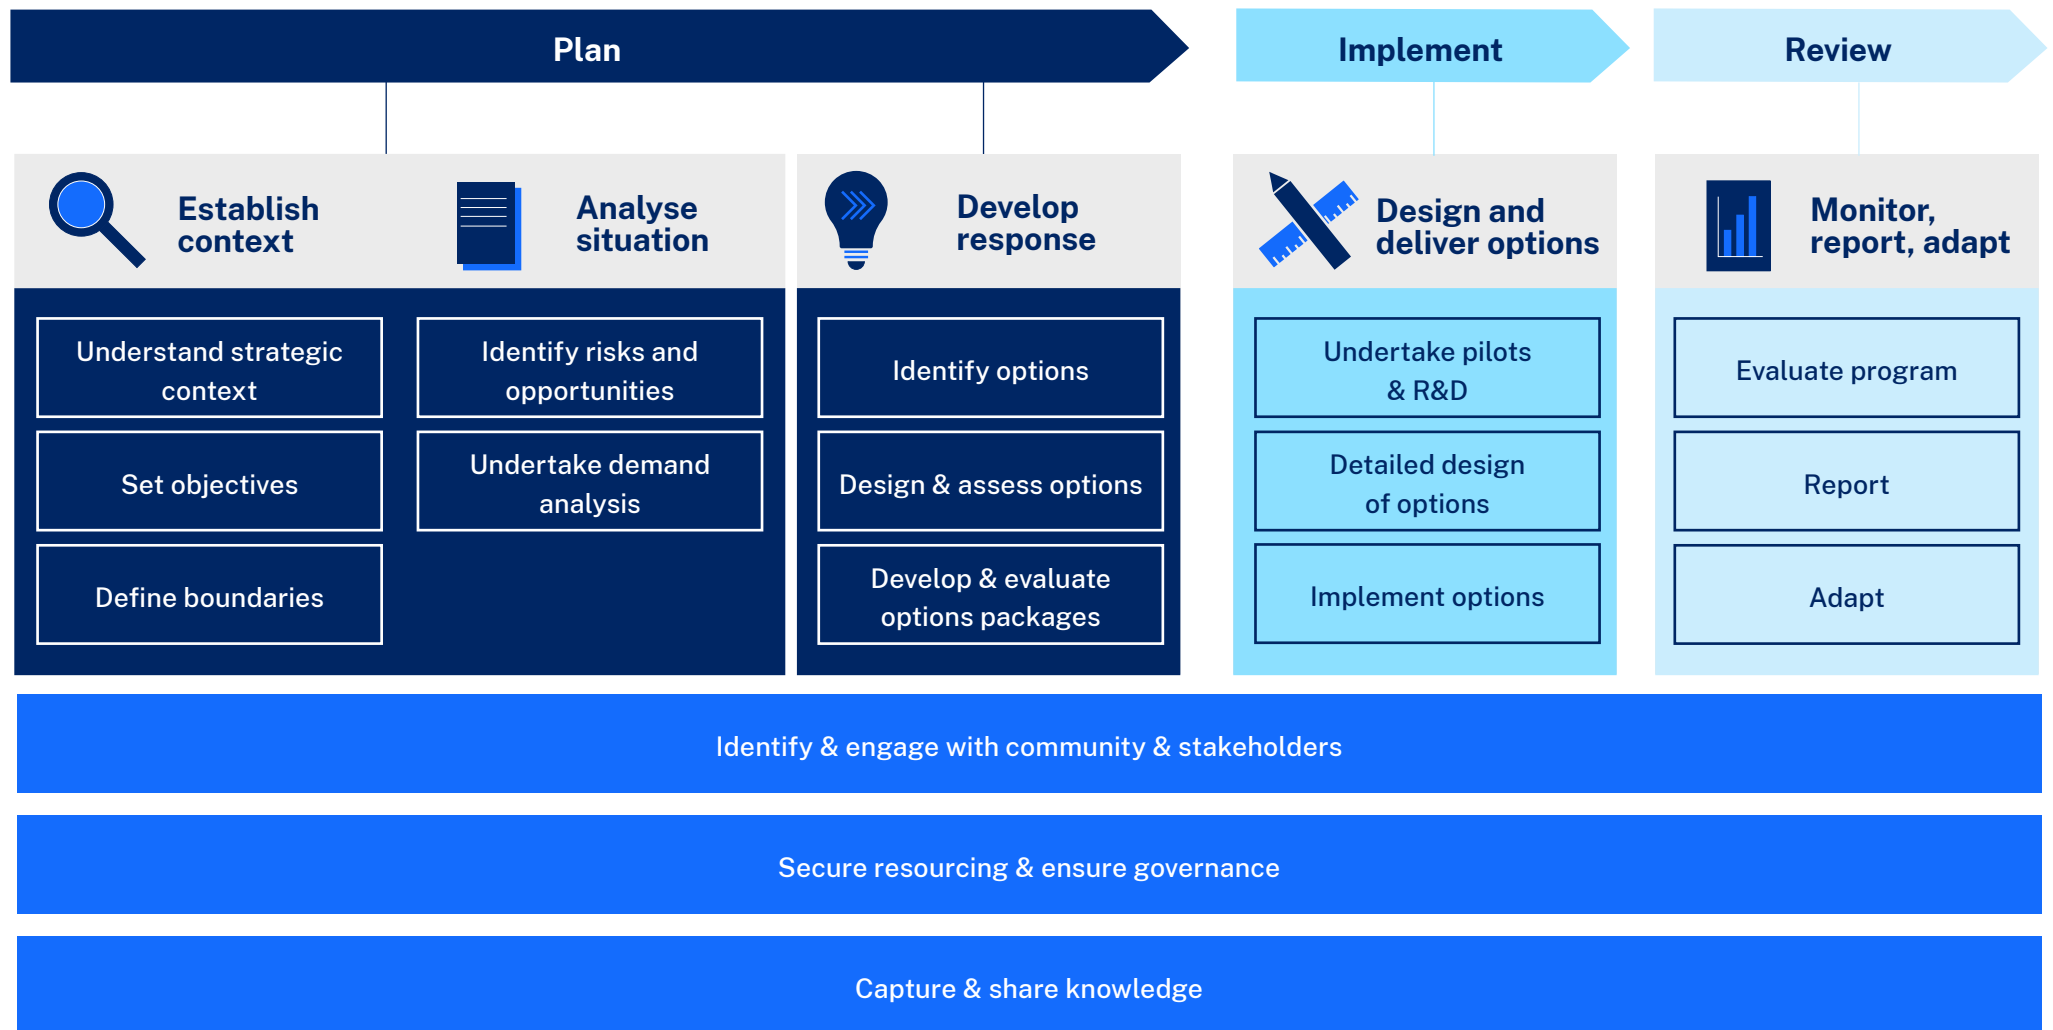 Plan
Implement
Review
Establish
context
Analyse
situation
Develop
response
Design and
deliver options
Monitor,
report, adapt
Understand strategic
context
Set objectives
Define boundaries
Identify risks and
opportunities
Undertake demand
analysis
Identify options
Design & assess options
Develop & evaluate
options packages
Undertake pilots
& R&D
Detailed design
of options
Implement options
Evaluate program
Report
Adapt
Identify & engage with community & stakeholders
Secure resourcing & ensure governance
Capture & share knowledge